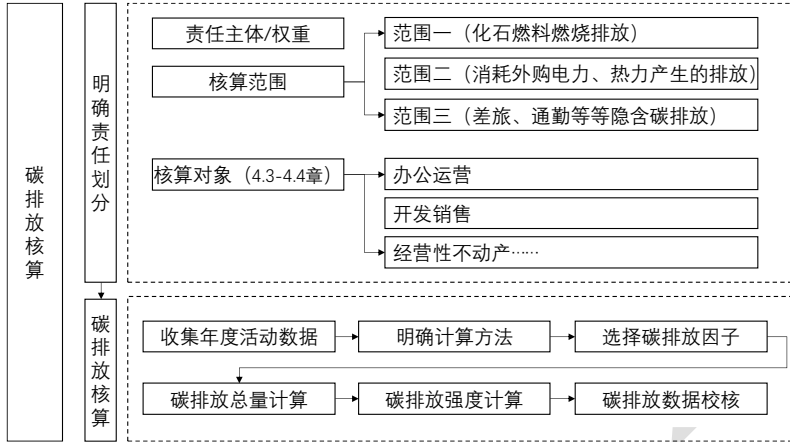 碳排放核算
明确责任划分
责任主体/权重
核算范围
范围一（化石燃料燃烧排放）
范围二（消耗外购电力、热力产生的排放）
范围三（差旅、通勤等等隐含碳排放）
核算对象（4.3-4.4章）
办公运营
开发销售
经营性不动产……
碳排放核算
收集年度活动数据
明确计算方法
选择碳排放因子
碳排放总量计算
碳排放强度计算
碳排放数据校核